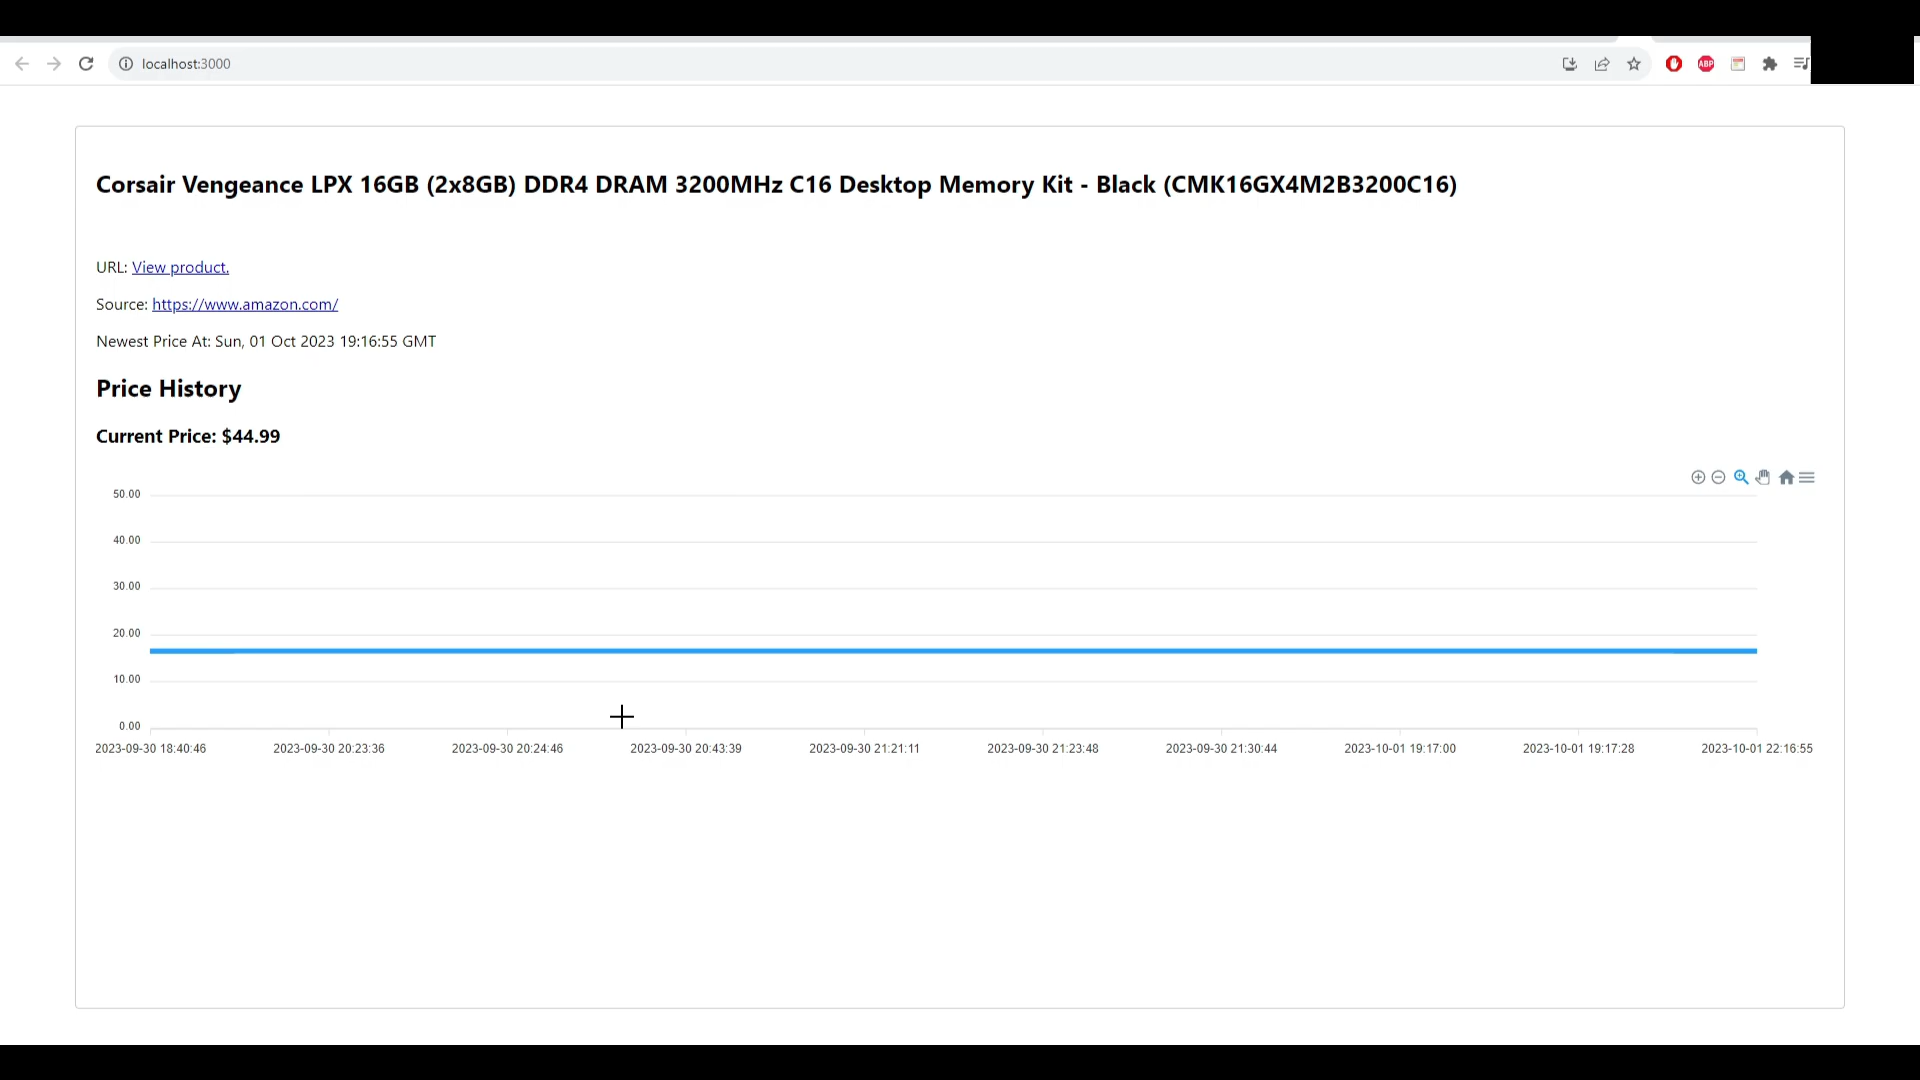 localhost:3000
ABP
Corsair Vengeance LPX 16GB (2x8GB) DDR4 DRAM 3200MHz C16 Desktop Memory Kit - Black (CMK16GX4M2B3200C16)
URL: View product.
Source: https://www.amazon.com/
Newest Price At: Sun, 01 Oct 2023 19:16:55 GMT
Price History
Current Price: $44.99
50.00
40.00
30.00
20.00
10.00
0.00
2023-09-30 18:40:46 2023-09-30 20:23:36 2023-09-30 20:24:46 2023-09-30 20:43:39 2023-09-30 21:21:11 2023-09-30 21:23:48 2023-09-30 21:30:44 2023-10-01 19:17:00 2023-10-01 19:17:28 2023-10-01 22:16:55